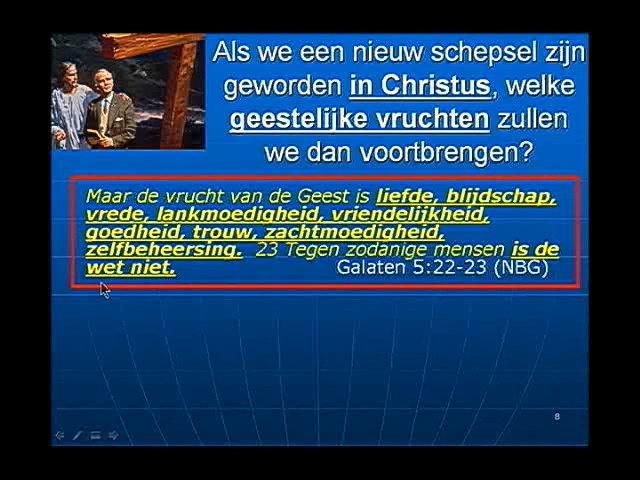 Als we een nieuw schepsel zijn
geworden in Christus, welke
geestelijke vruchten zullen
we dan voortbrengen?
Maar de vrucht van de Geest is liefde, blijdschap,
vrede, lankmoedigheid, vriendelijkheid,
goedheid, trouw, zachtmoedigheid,
zelfbeheersing. 23 Tegen zodanige mensen is de
wet niet. Galaten 5:22-23 (NBG)
8